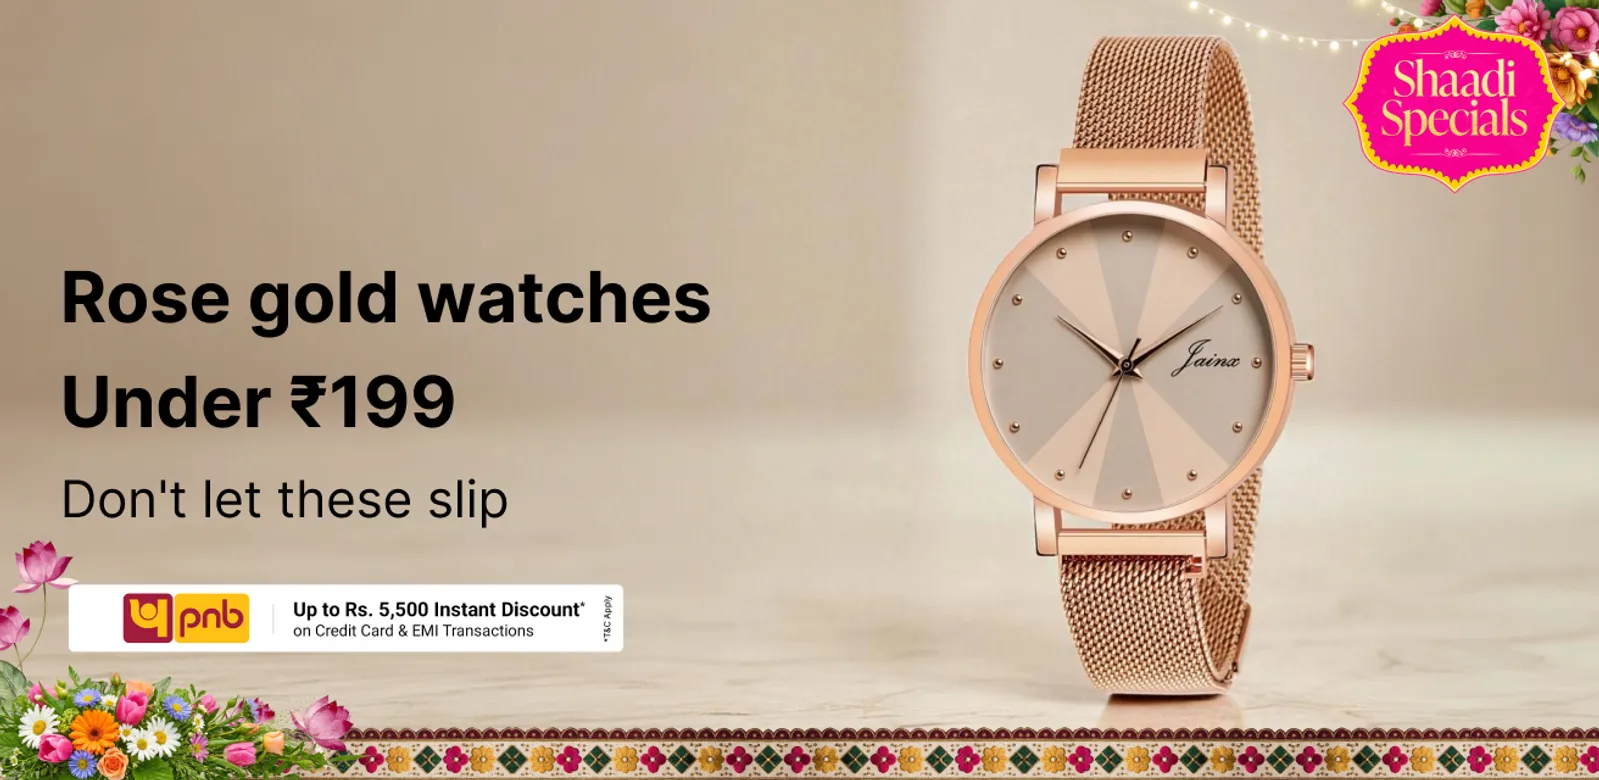 Shaadi
Specials
Rose gold watches
Under ₹199
Don't let these slip
Jainx
pnb
Up to Rs. 5,500 Instant Discount*
on Credit Card & EMI Transactions
*T&C Apply